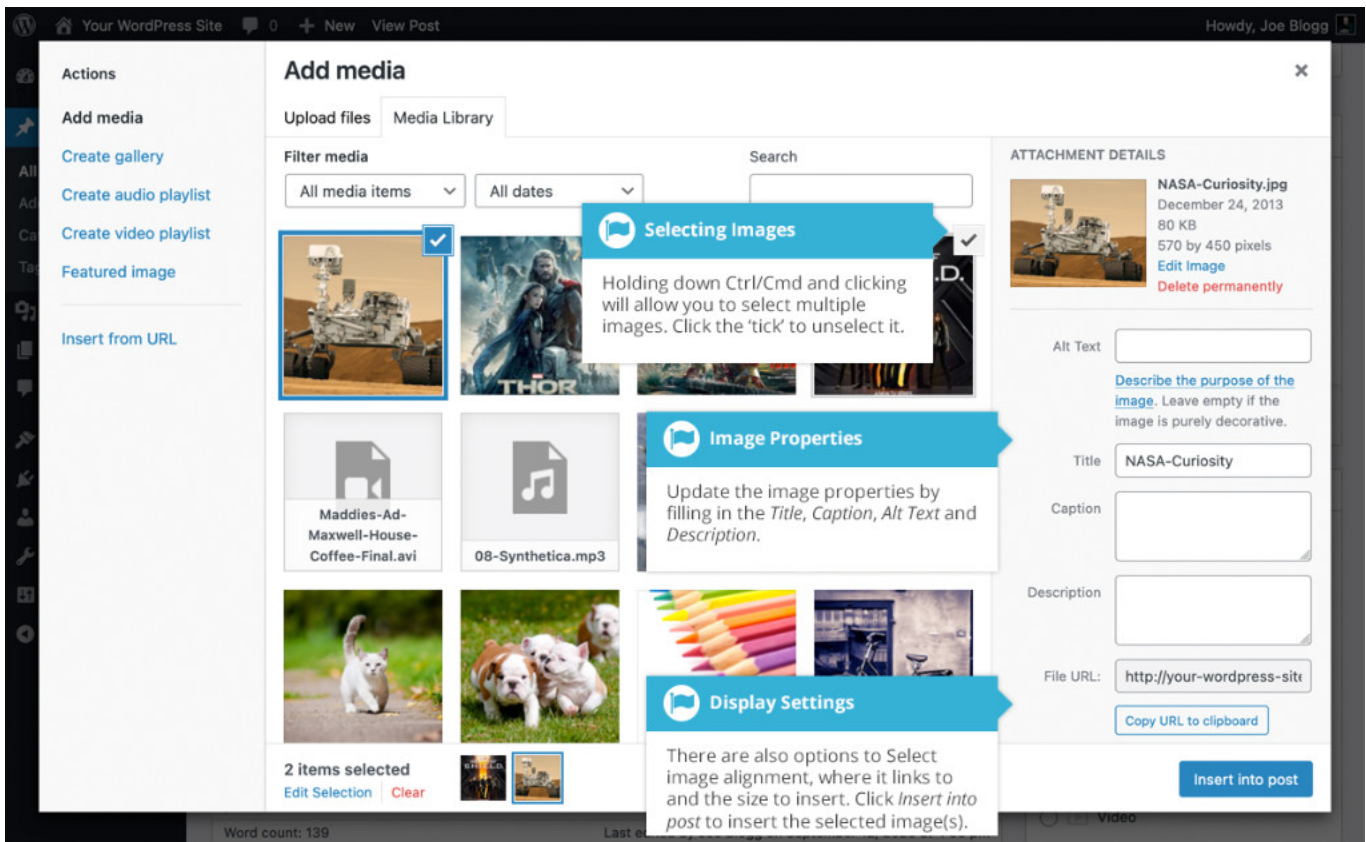 Your WordPress Site 0 + New View Post
Howdy, Joe Blogg
Actions
Add media
Create gallery
Create audio playlist
Create video playlist
Featured image
Insert from URL
Add media
Upload files Media Library
Filter media
All media items All dates
Search
THOR
Selecting Images
Holding down Ctrl/Cmd and clicking
will allow you to select multiple
images. Click the ‘tick’ to unselect it.
Maddies-Ad-
Maxwell-House-
Coffee-Final.avi
08-Synthetica.mp3
Image Properties
Update the image properties by
filling in the Title, Caption, Alt Text and
Description.
Display Settings
There are also options to Select
image alignment, where it links to
and the size to insert. Click Insert into
post to insert the selected image(s).
2 items selected
Edit Selection Clear
ATTACHMENT DETAILS
NASA-Curiosity.jpg
December 24, 2013
80 KB
570 by 450 pixels
Edit Image
Delete permanently
Alt Text
Describe the purpose of the
image. Leave empty if the
image is purely decorative.
Title NASA-Curiosity
Caption
Description
File URL: http://your-wordpress-site
Copy URL to clipboard
Insert into post
Word count: 139
Video